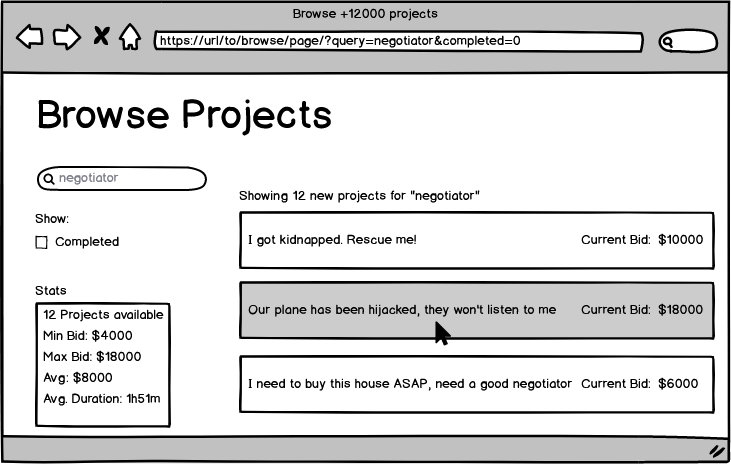 Browse +12000 projects
https://url/to/browse/page/?query=negotiator&completed=0
Browse Projects
negotiator
Show:
Completed
Stats
12 Projects available
Min Bid: $4000
Max Bid: $18000
Avg: $8000
Avg. Duration: 1h51m
Showing 12 new projects for "negotiator"
I got kidnapped. Rescue me! Current Bid: $10000
Our plane has been hijacked, they won't listen to me Current Bid: $18000
I need to buy this house ASAP, need a good negotiator Current Bid: $6000